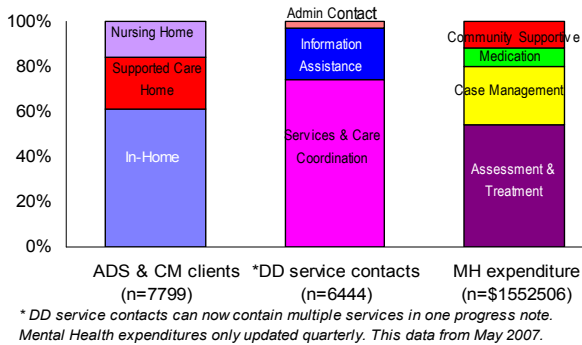 100%
80%
60%
40%
20%
0%
Nursing Home
Supported Care
Home
In-Home
Admin Contact
Information
Assistance
Services & Care
Coordination
Community Supportive
Medication
Case Management
Assessment &
Treatment
ADS & CM clients
(n=7799)
*DD service contacts
(n=6444)
MH expenditure
(n=$1552506)
* DD service contacts can now contain multiple services in one progress note.
Mental Health expenditures only updated quarterly. This data from May 2007.